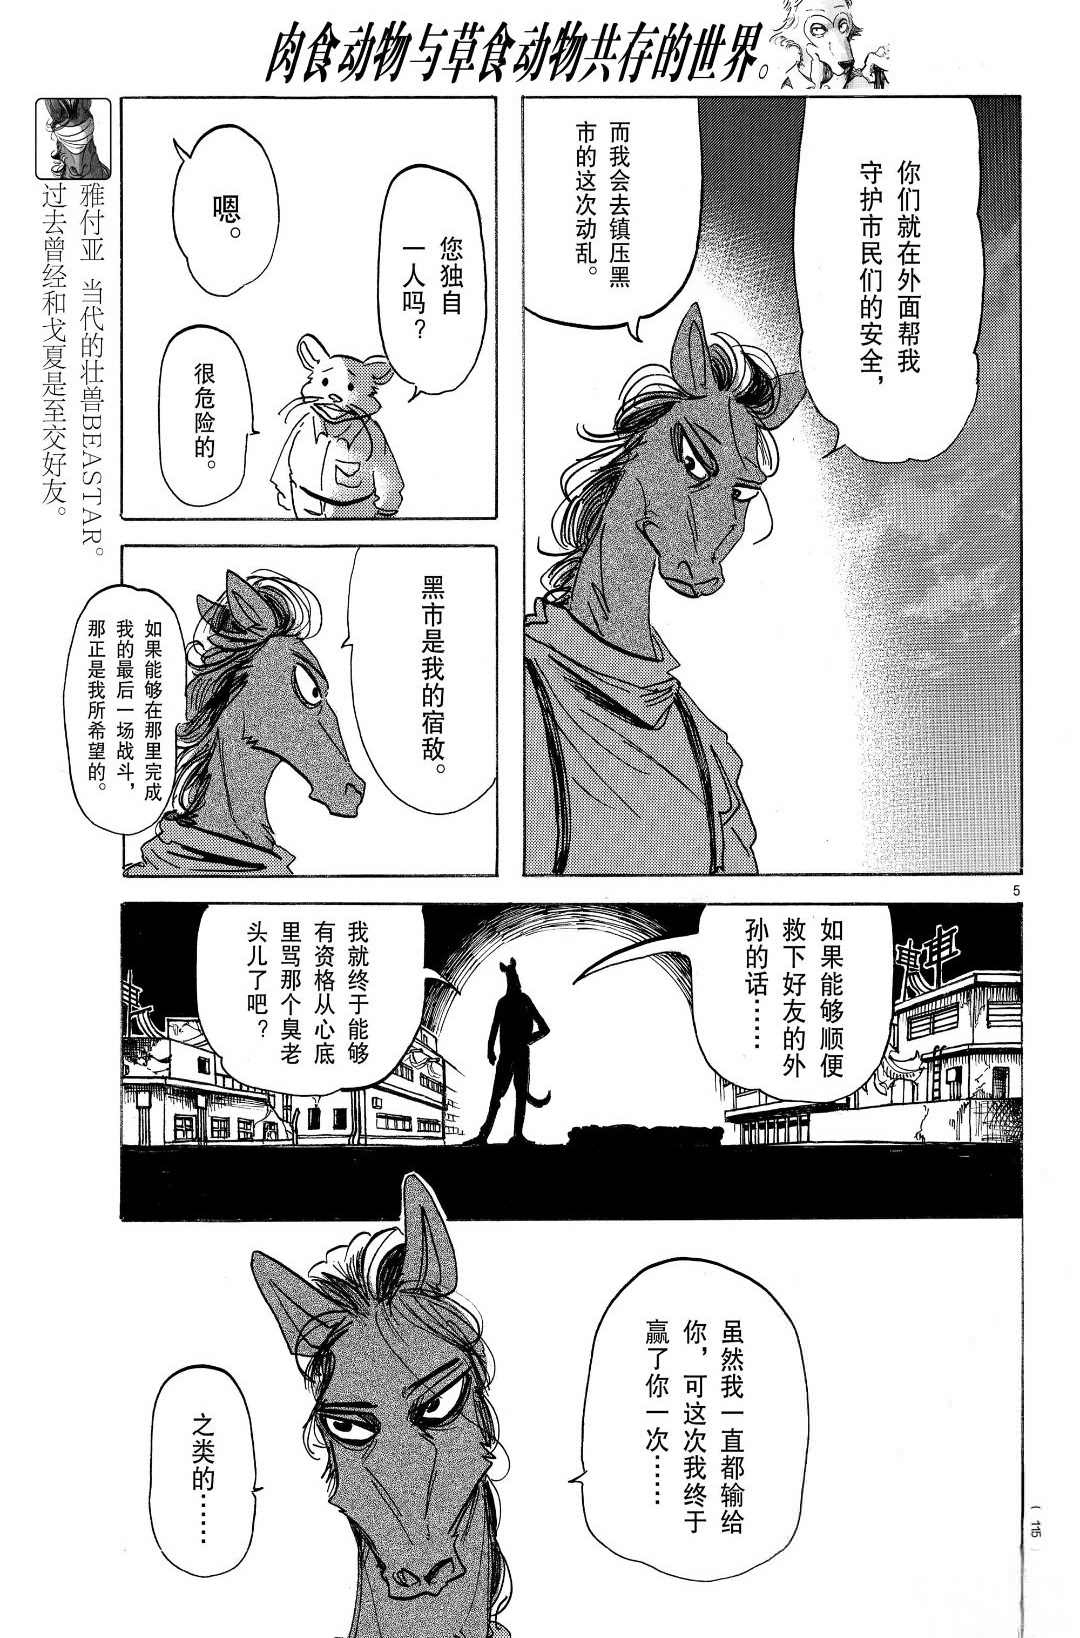 肉食动物与草食动物共存的世界。
你们就在外面帮我
守护市民们的安全,
而我会去镇压黑
市的这次动乱。
您独自
一人吗?
嗯。
很危险的。
雅付亚 当代的壮兽BEASTAR。
过去曾经和戈夏是至交好友。
黑市是我的宿敌。
如果能够在那里完成
我的最后一场战斗,
那正是我所希望的。
5
如果能够顺便
救下好友的外
孙的话……
我就终于能够
有资格从心底
里骂那个臭老
头儿了吧?
虽然我一直都输给
你,可这次我终于
赢了你一次……
之类的……
(115)